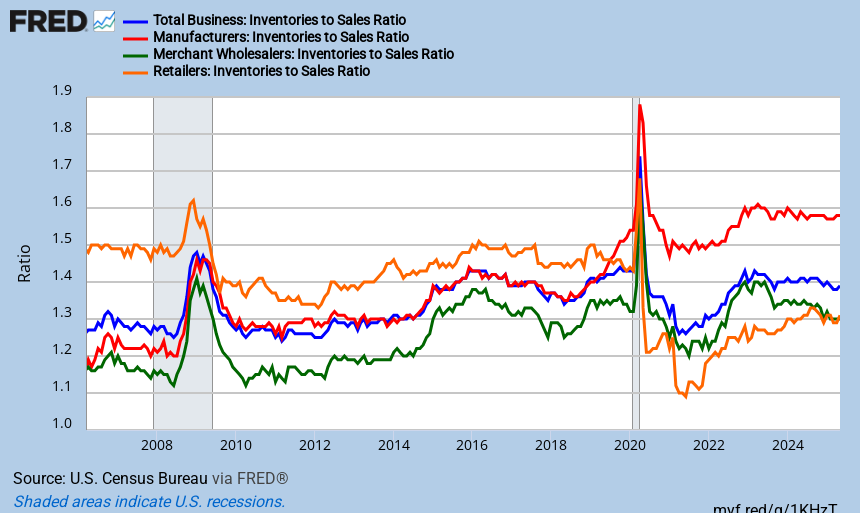 FRED
Total Business: Inventories to Sales Ratio
Manufacturers: Inventories to Sales Ratio
Merchant Wholesalers: Inventories to Sales Ratio
Retailers: Inventories to Sales Ratio
1.9
1.8
1.7
1.6
1.5
1.4
1.3
1.2
1.1
1.0
Ratio
2008 2010 2012 2014 2016 2018 2020 2022 2024
Source: U.S. Census Bureau via FRED®
Shaded areas indicate U.S. recessions.
myf.red/g/1KHzT